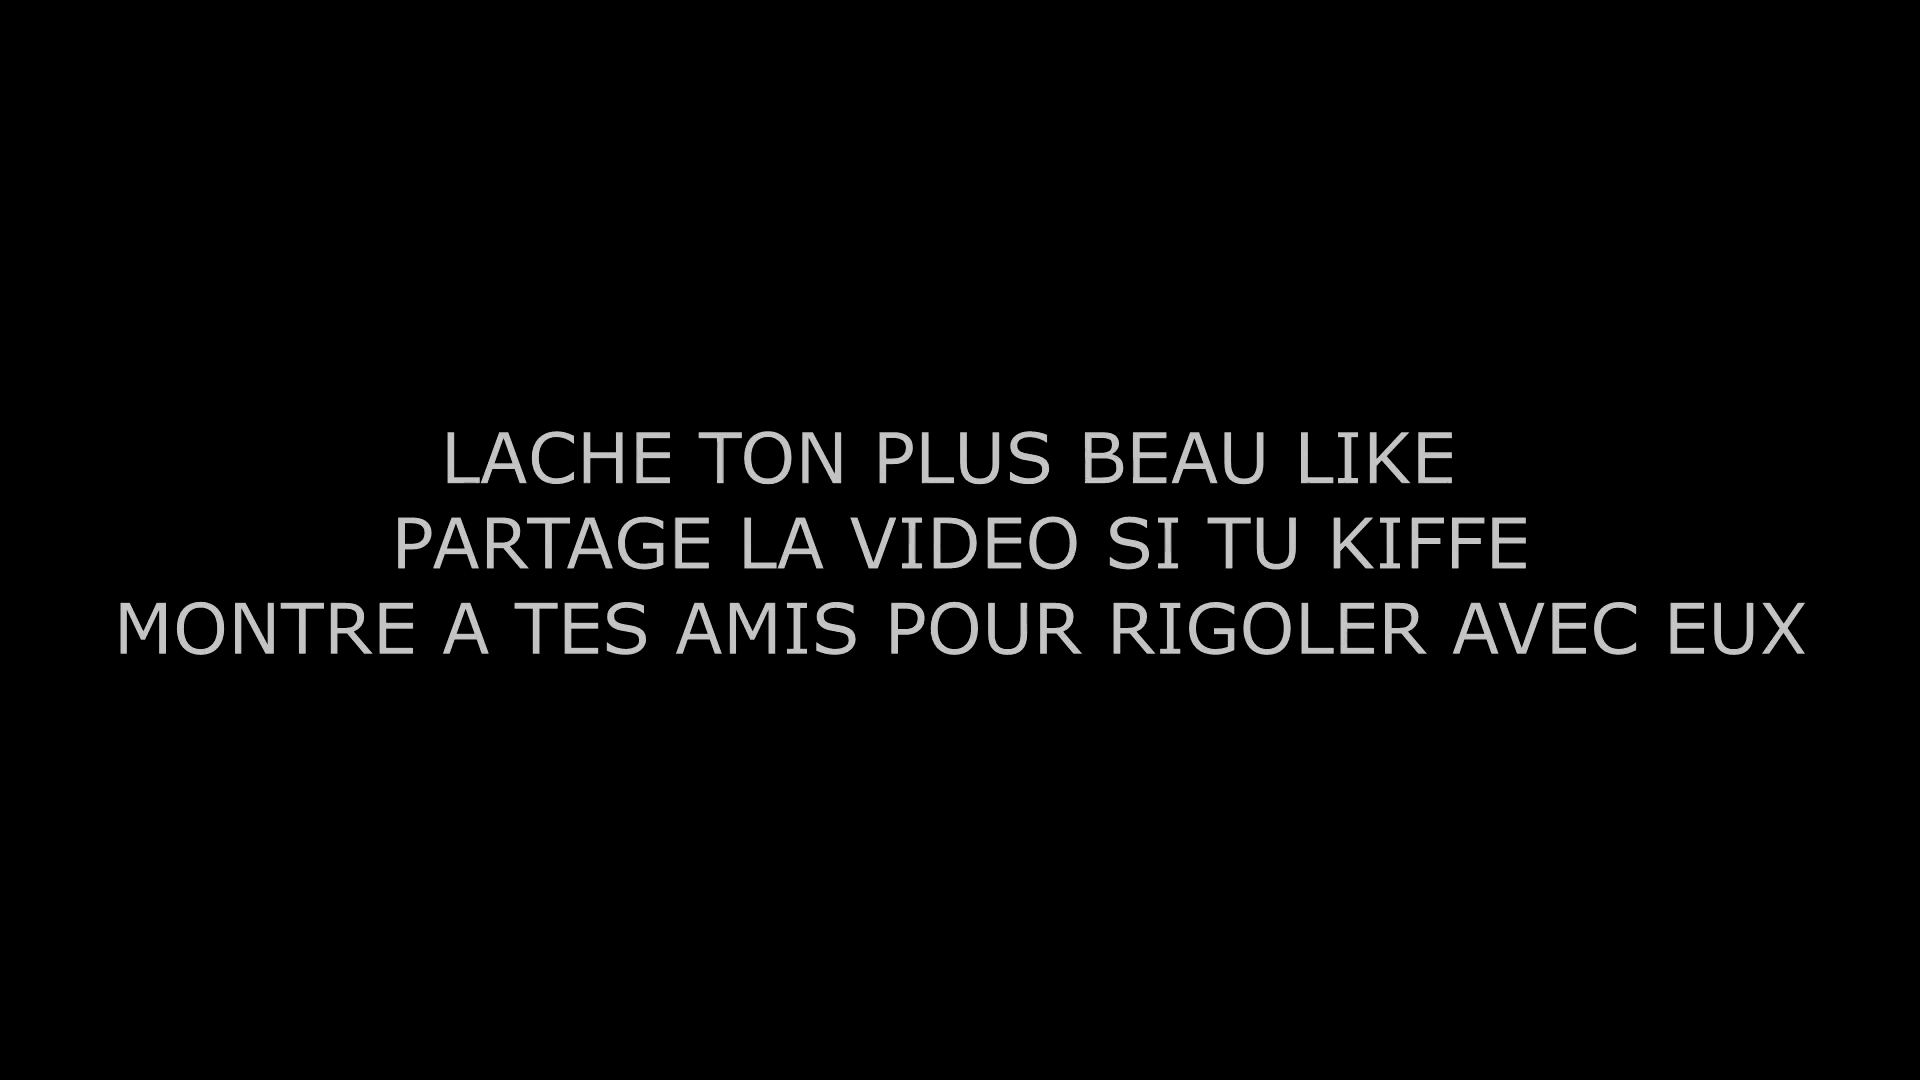 LACHE TON PLUS BEAU LIKE
PARTAGE LA VIDEO SI TU KIFFE
MONTRE A TES AMIS POUR RIGOLER AVEC EUX